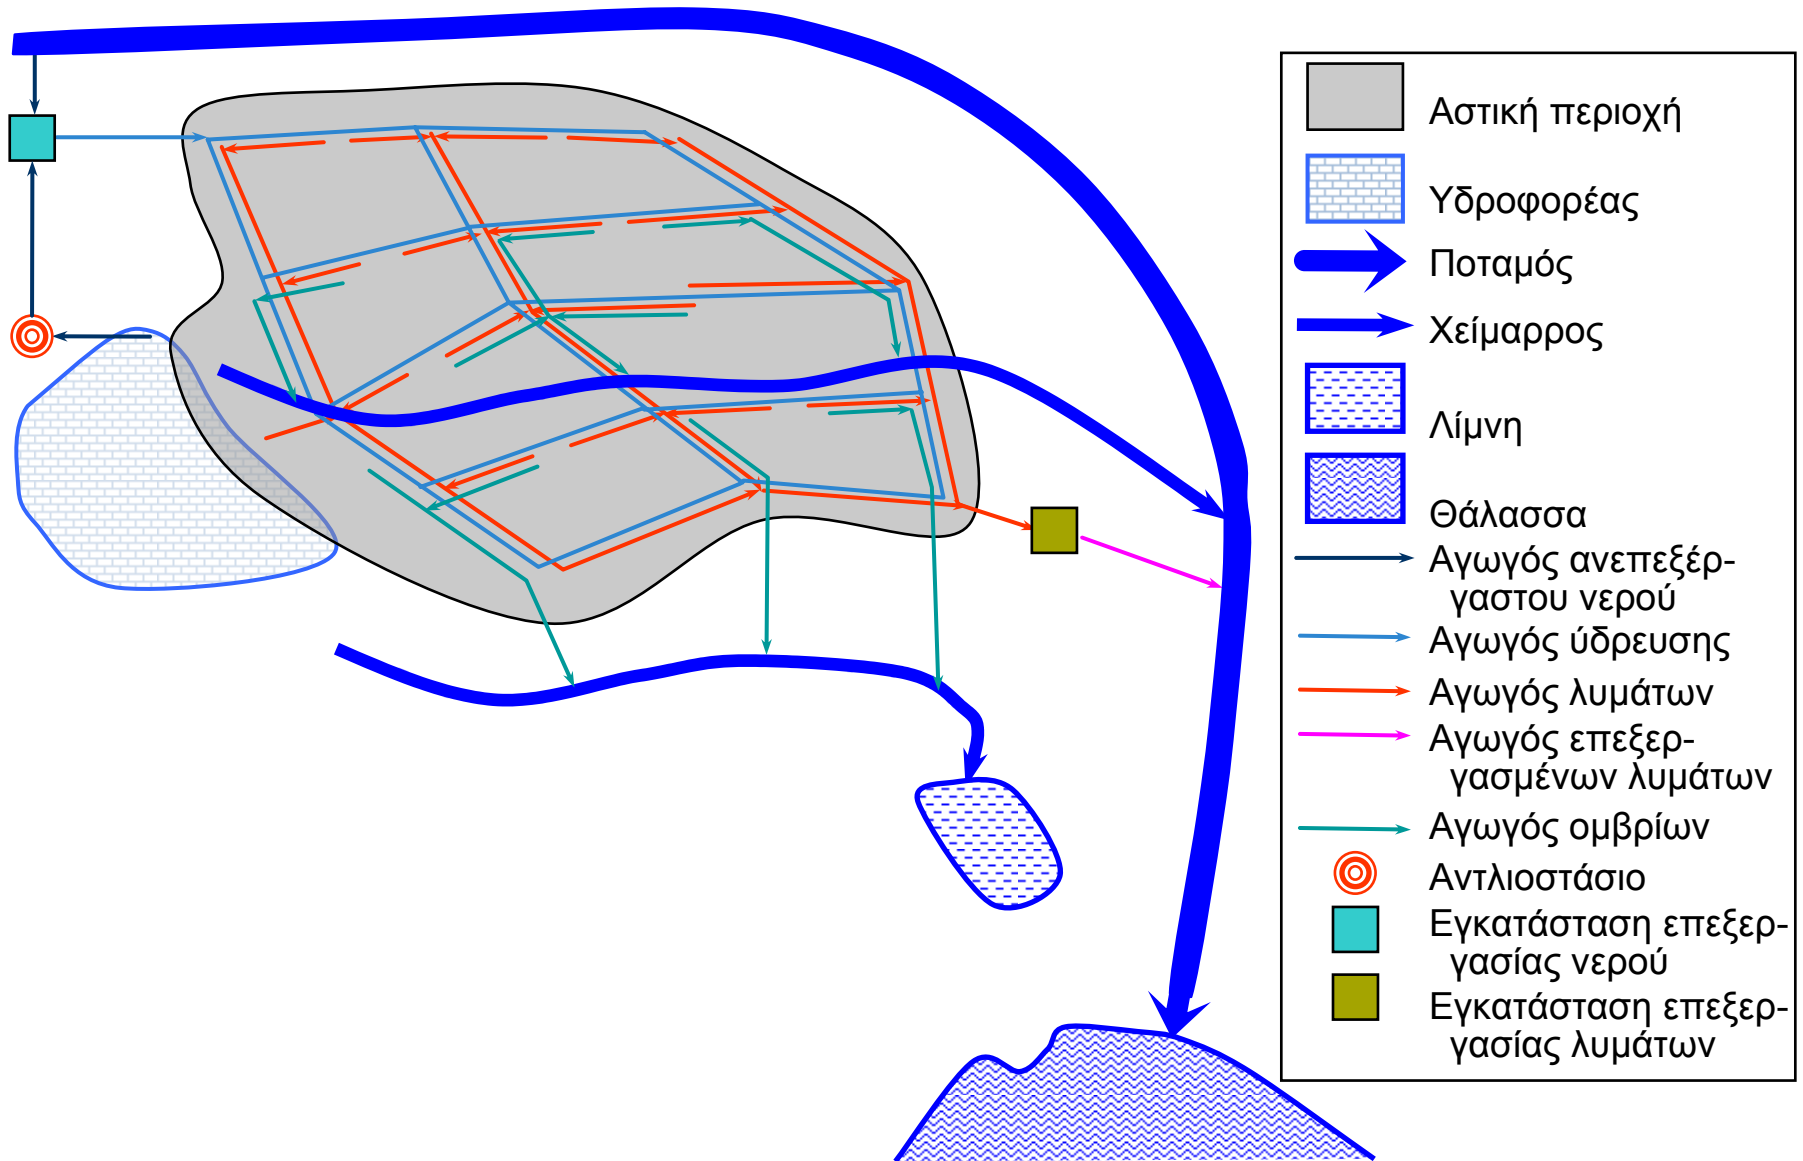 Αστική περιοχή
Υδροφορέας
Ποταμός
Χείμαρρος
Λίμνη
Θάλασσα
Αγωγός ανεπεξέρ-
γαστου νερού
Αγωγός ύδρευσης
Αγωγός λυμάτων
Αγωγός επεξερ-
γασμένων λυμάτων
Αγωγός ομβρίων
Αντλιοστάσιο
Εγκατάσταση επεξερ-
γασίας νερού
Εγκατάσταση επεξερ-
γασίας λυμάτων